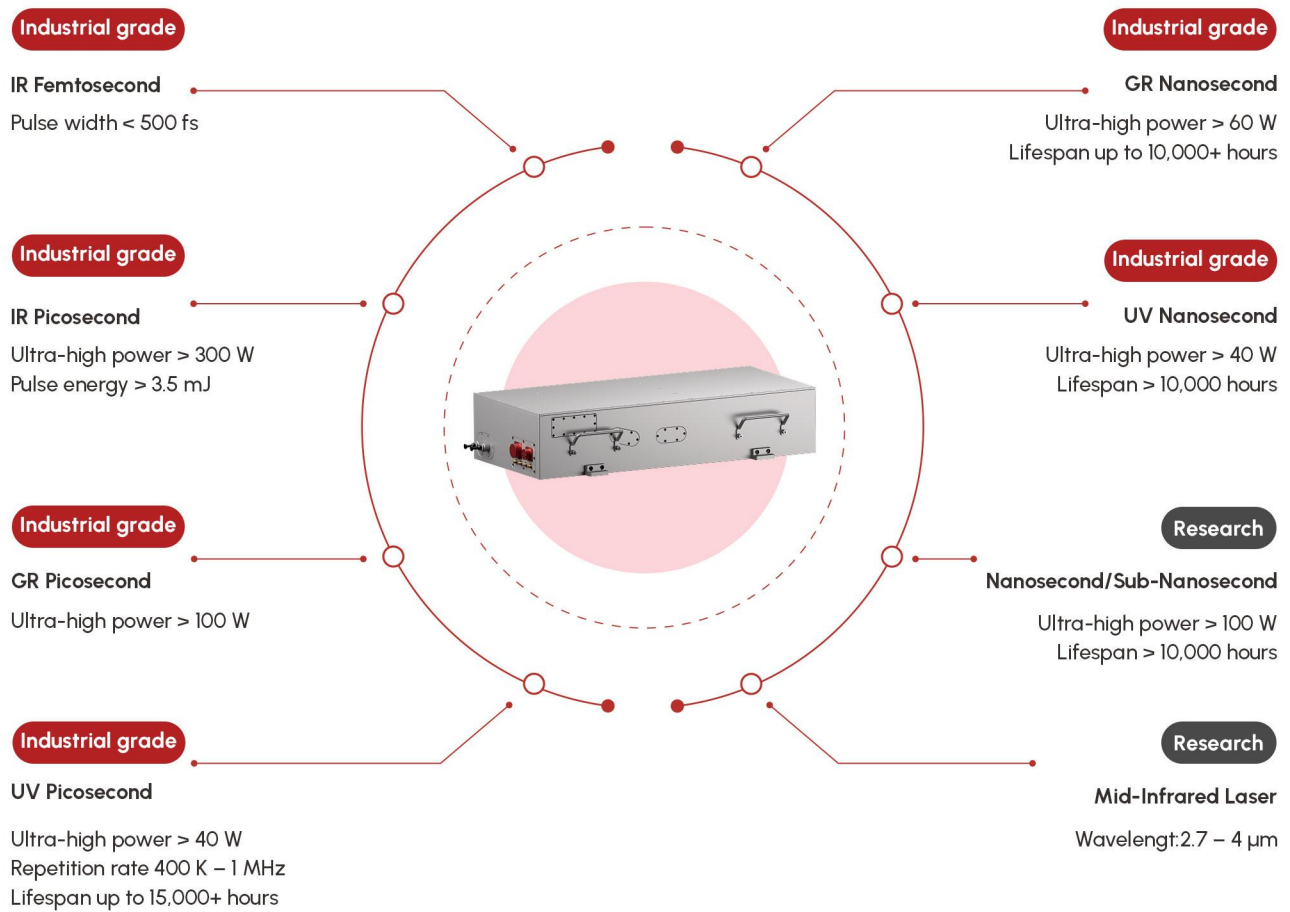 Industrial grade
IR Femtosecond
Pulse width < 500 fs
Industrial grade
IR Picosecond
Ultra-high power > 300 W
Pulse energy > 3.5 mJ
Industrial grade
GR Picosecond
Ultra-high power > 100 W
Industrial grade
UV Picosecond
Ultra-high power > 40 W
Repetition rate 400 K – 1 MHz
Lifespan up to 15,000+ hours
Industrial grade
GR Nanosecond
Ultra-high power > 60 W
Lifespan up to 10,000+ hours
Industrial grade
UV Nanosecond
Ultra-high power > 40 W
Lifespan > 10,000 hours
Research
Nanosecond/Sub-Nanosecond
Ultra-high power > 100 W
Lifespan > 10,000 hours
Research
Mid-Infrared Laser
Wavelengt:2.7 – 4 μm